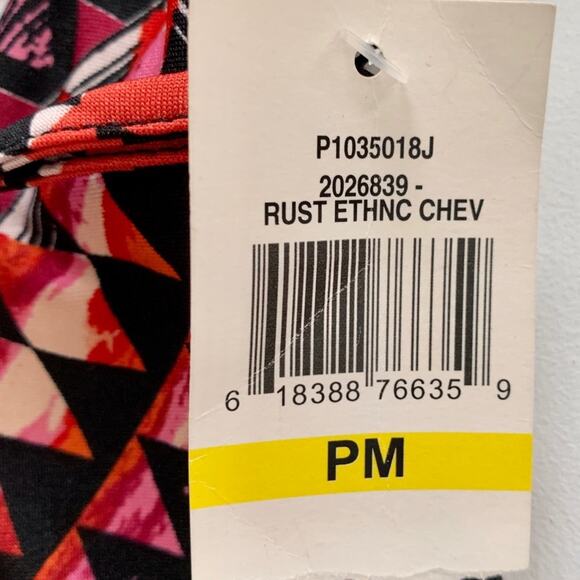 P1035018J
2026839 -
RUST ETHNC CHEV
6 18388 76635 9
PM